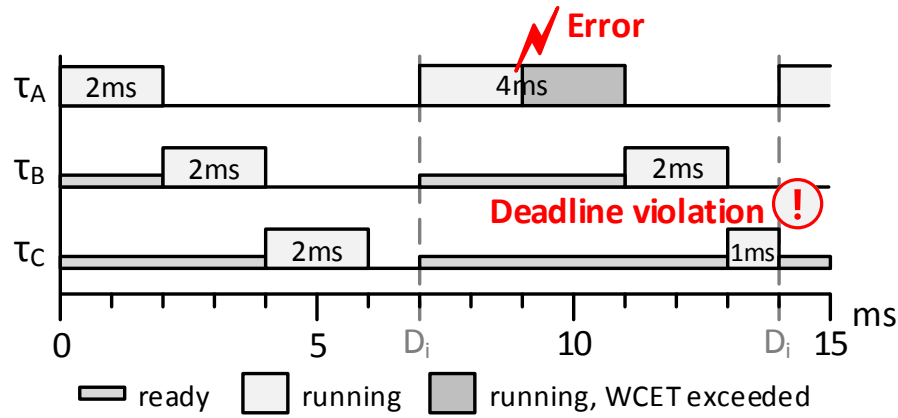 Error
τA 2ms 4ms
τB 2ms 2ms
Deadline violation !
τC 2ms 1ms
ms
0 5 Di 10 Di 15
ready running running, WCET exceeded